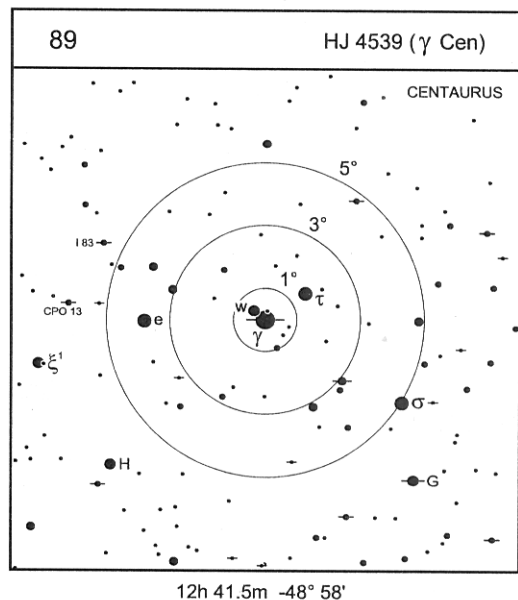 89 HJ 4539 (γ Cen)
CENTAURUS
5°
3°
I 83
1°
w τ
CPO 13
e
γ
ξ¹
σ
H
G
12h 41.5m -48° 58'